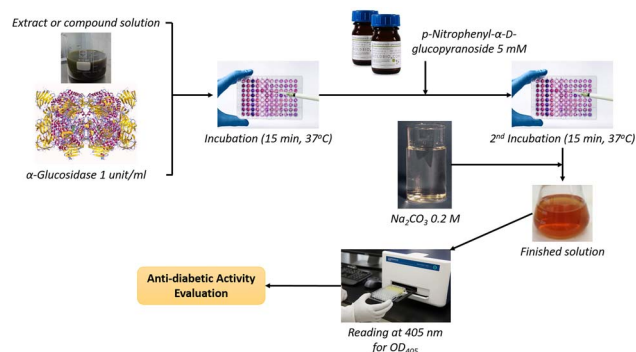 Extract or compound solution
α-Glucosidase 1 unit/ml
Incubation (15 min, 37°C)
p-Nitrophenyl-α-D-
glucopyranoside 5 mM
2nd Incubation (15 min, 37°C)
Na2CO3 0.2 M
Finished solution
Reading at 405 nm
for OD405
Anti-diabetic Activity
Evaluation